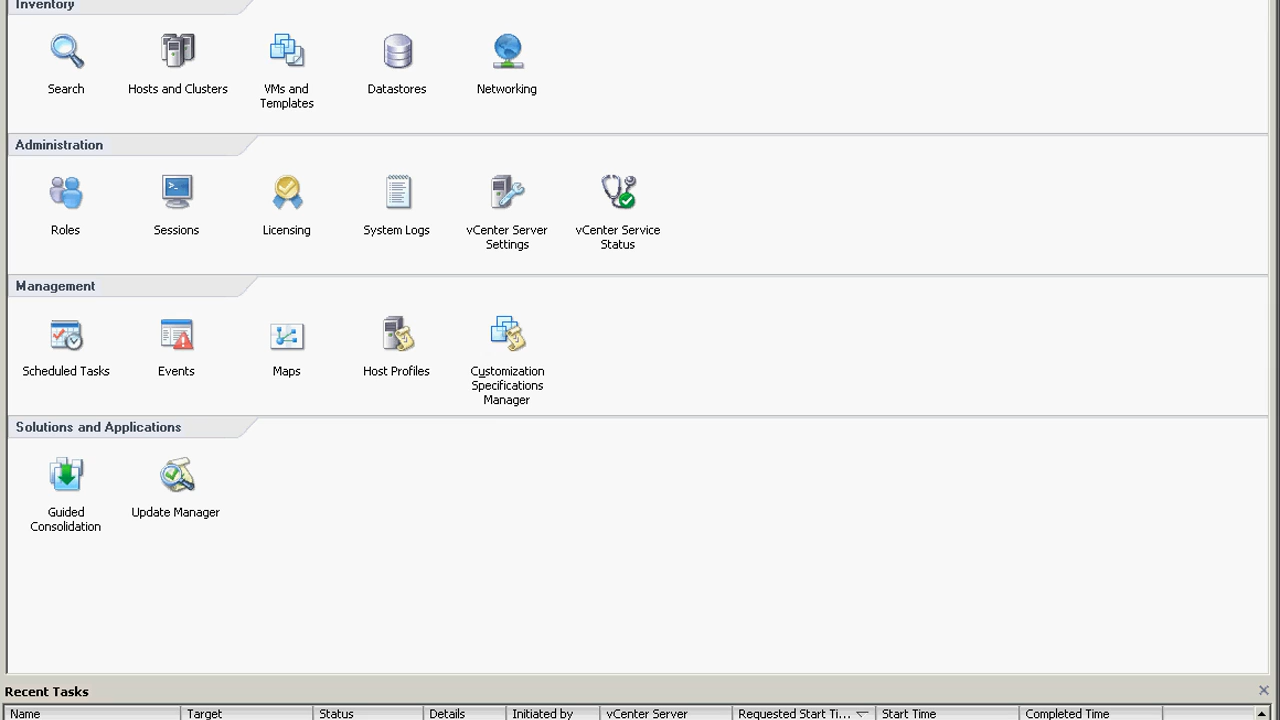 Inventory
Search
Hosts and Clusters
VMs and
Templates
Datastores
Networking
Administration
Roles
Sessions
Licensing
System Logs
vCenter Server
Settings
vCenter Service
Status
Management
Scheduled Tasks
Events
Maps
Host Profiles
Customization
Specifications
Manager
Solutions and Applications
Guided
Consolidation
Update Manager
Recent Tasks
Name
Target
Status
Details
Initiated by
vCenter Server
Requested Start Ti...
Start Time
Completed Time